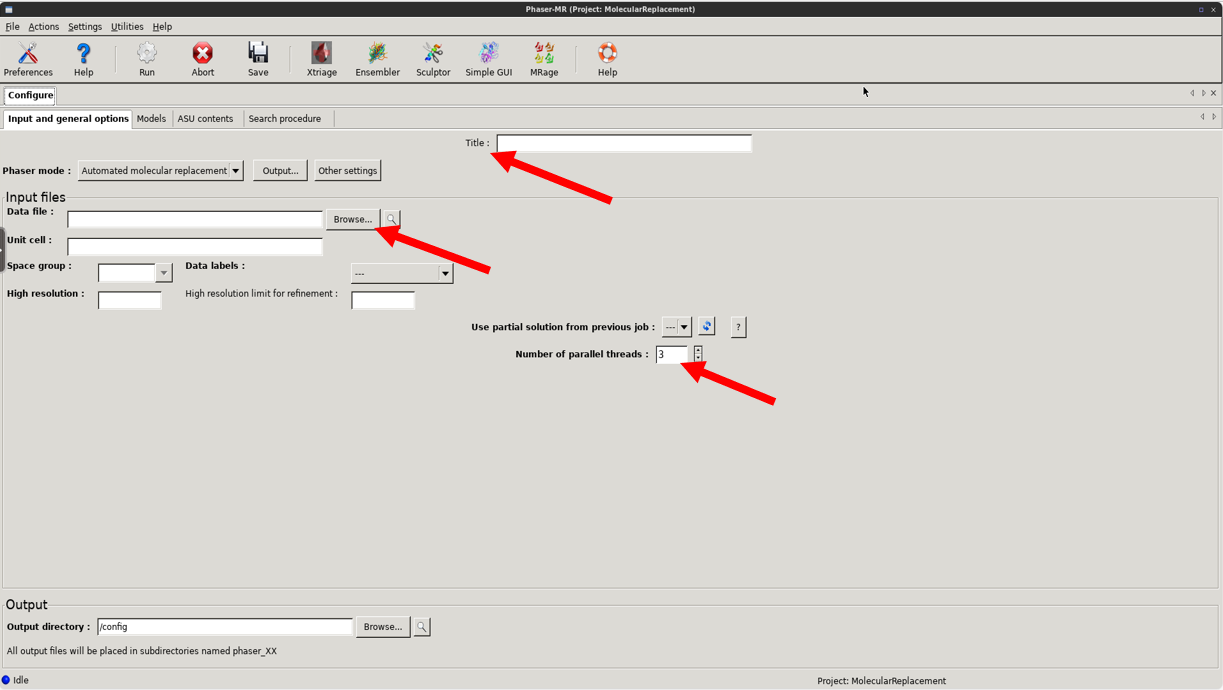 Phaser-MR (Project: MolecularReplacement)
File Actions Settings Utilities Help
Preferences Help Run Abort Save Xtriage Ensembler Sculptor Simple GUI MRage Help
Configure
Input and general options Models ASU contents Search procedure
Title :
Phaser mode : Automated molecular replacement Output... Other settings
Input files
Data file : Browse...
Unit cell :
Space group : Data labels : ---
High resolution : High resolution limit for refinement :
Use partial solution from previous job : --- ?
Number of parallel threads : 3
Output
Output directory : /config Browse...
All output files will be placed in subdirectories named phaser_XX
Idle Project: MolecularReplacement